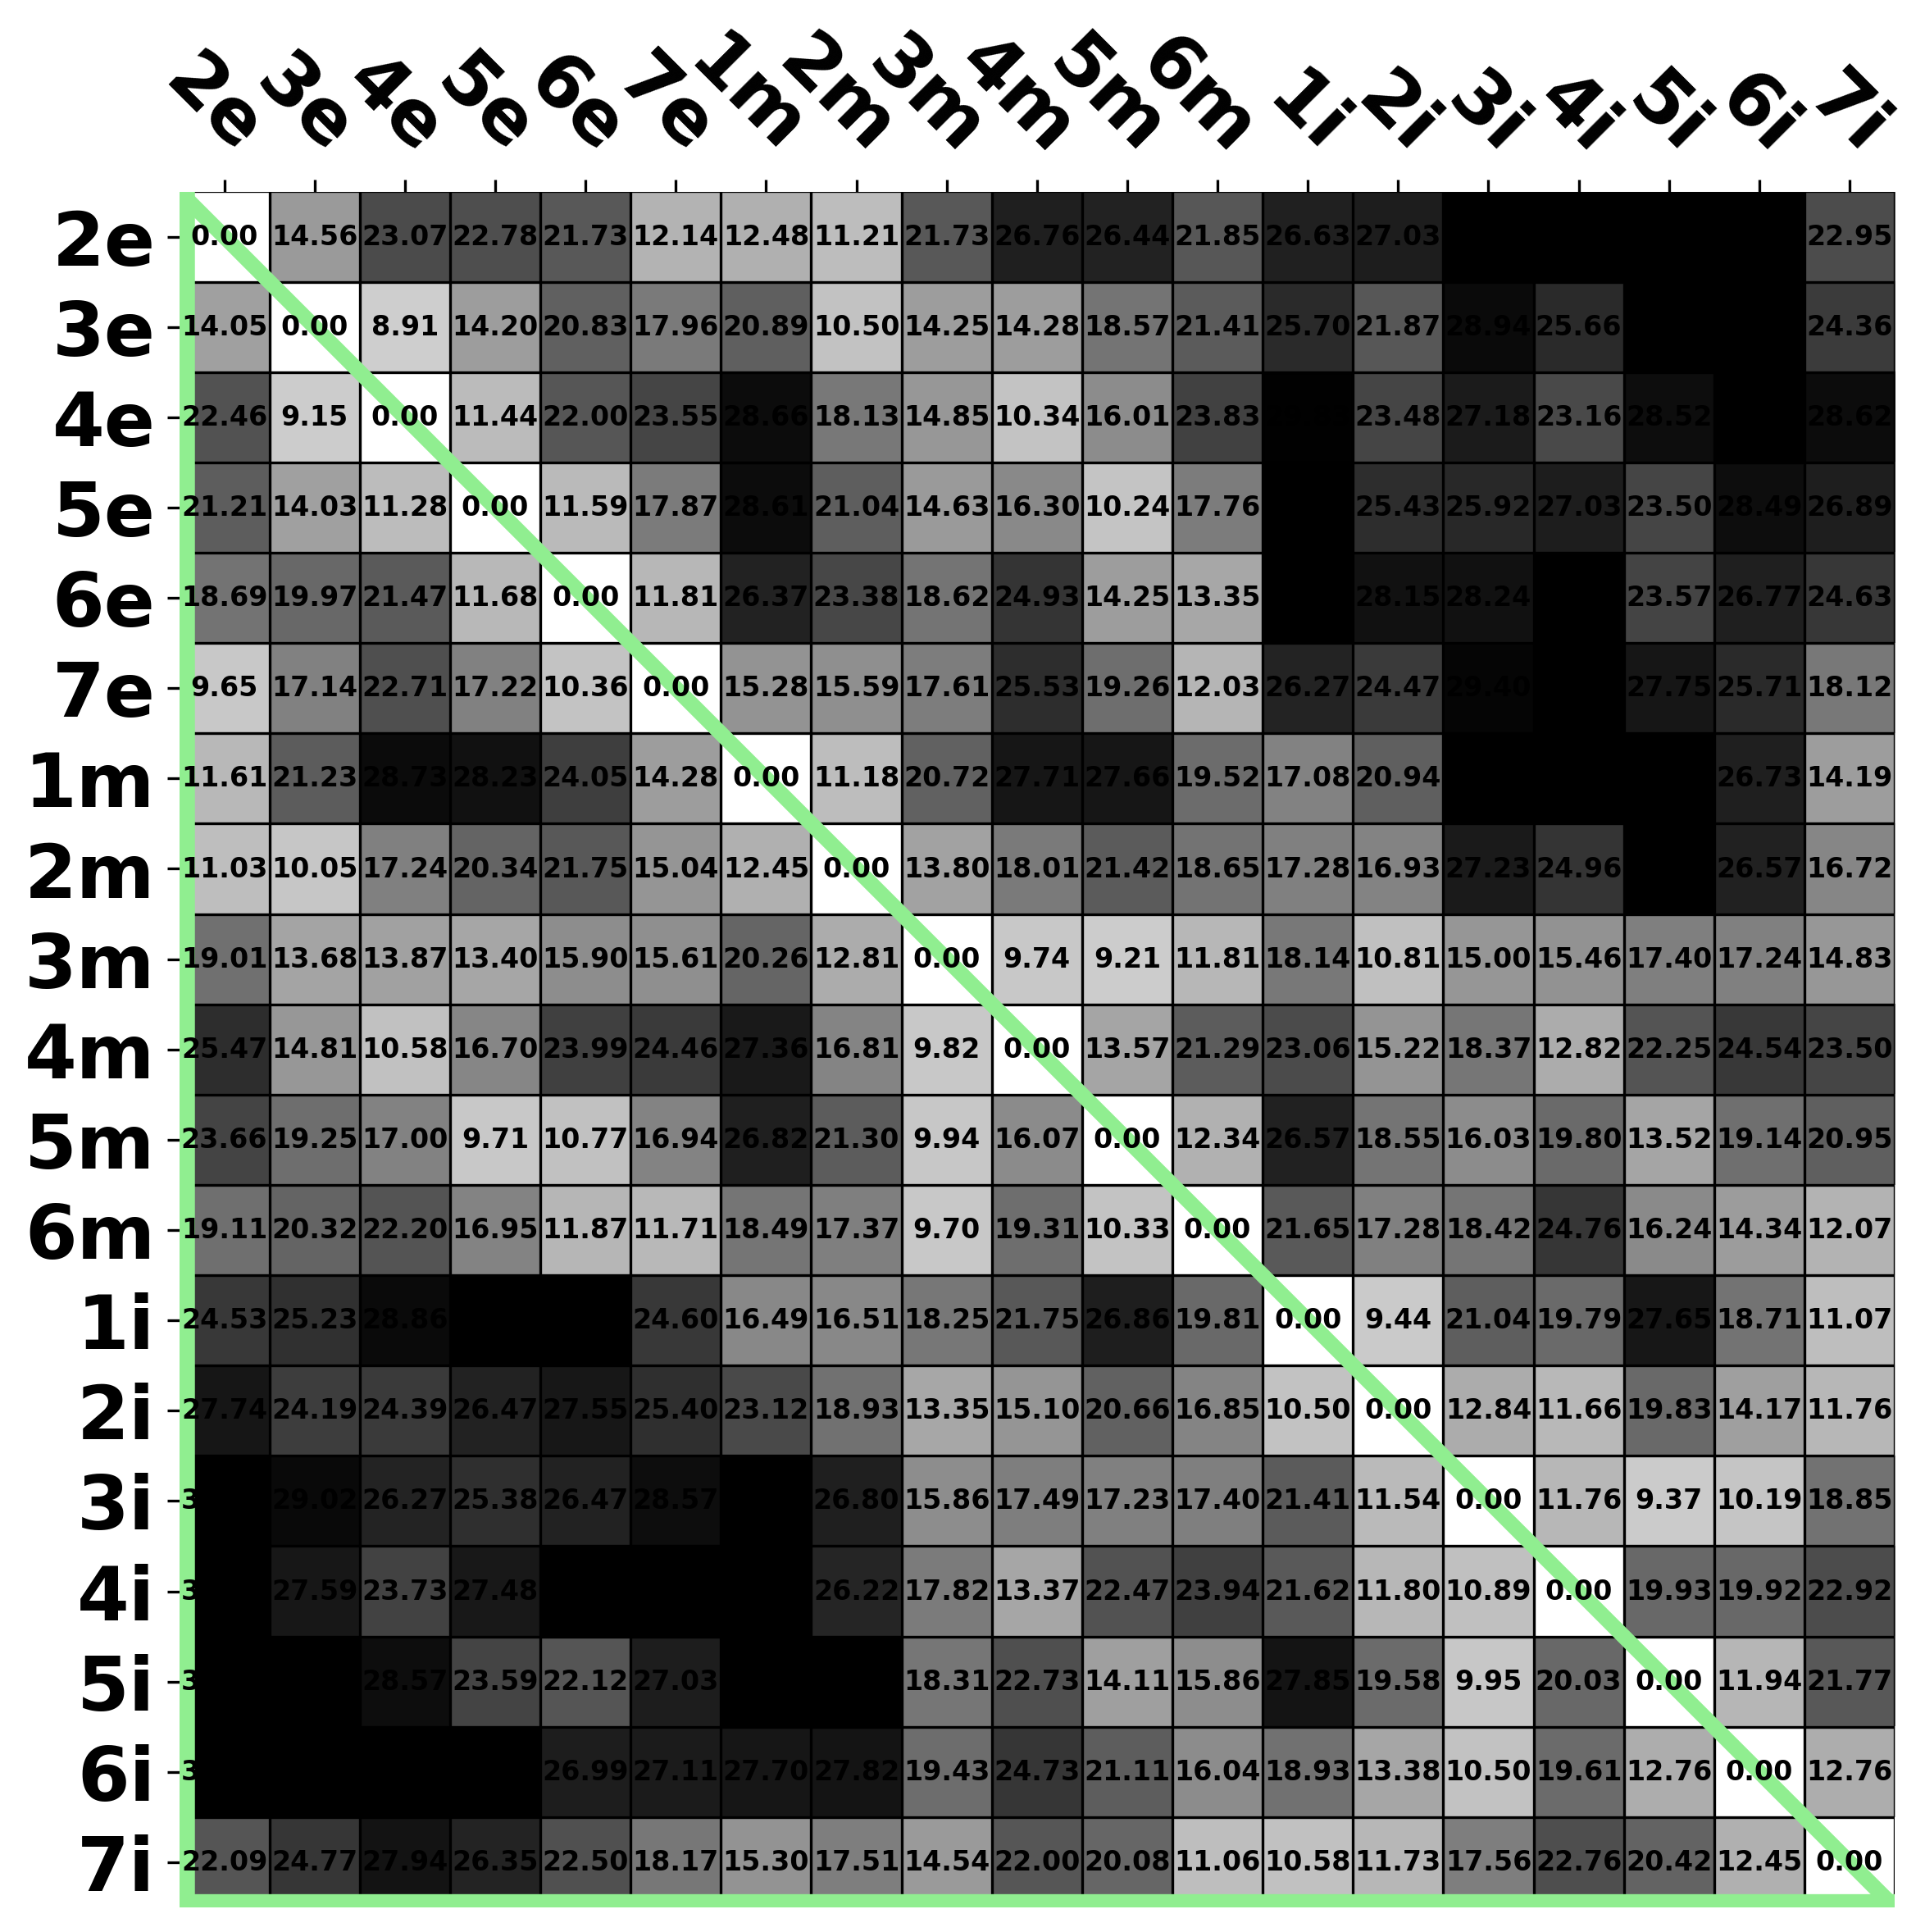 2e 3e 4e 5e 6e 7e 1m 2m 3m 4m 5m 6m 1i 2i 3i 4i 5i 6i 7i
2e 0.00 14.56 23.07 22.78 21.73 12.14 12.48 11.21 21.73 26.76 26.44 21.85 26.63 27.03 22.95
3e 14.05 0.00 8.91 14.20 20.83 17.96 20.89 10.50 14.25 14.28 18.57 21.41 25.70 21.87 28.94 25.66 24.36
4e 22.46 9.15 0.00 11.44 22.00 23.55 28.66 18.13 14.85 10.34 16.01 23.83 23.48 27.18 23.16 28.52 28.62
5e 21.21 14.03 11.28 0.00 11.59 17.87 28.61 21.04 14.63 16.30 10.24 17.76 25.43 25.92 27.03 23.50 28.49 26.89
6e 18.69 19.97 21.47 11.68 0.00 11.81 26.37 23.38 18.62 24.93 14.25 13.35 28.15 28.24 23.57 26.77 24.63
7e 9.65 17.14 22.71 17.22 10.36 0.00 15.28 15.59 17.61 25.53 19.26 12.03 26.27 24.47 29.40 27.75 25.71 18.12
1m 11.61 21.23 28.73 28.23 24.05 14.28 0.00 11.18 20.72 27.71 27.66 19.52 17.08 20.94 26.73 14.19
2m 11.03 10.05 17.24 20.34 21.75 15.04 12.45 0.00 13.80 18.01 21.42 18.65 17.28 16.93 27.23 24.96 26.57 16.72
3m 19.01 13.68 13.87 13.40 15.90 15.61 20.26 12.81 0.00 9.74 9.21 11.81 18.14 10.81 15.00 15.46 17.40 17.24 14.83
4m 25.47 14.81 10.58 16.70 23.99 24.46 27.36 16.81 9.82 0.00 13.57 21.29 23.06 15.22 18.37 12.82 22.25 24.54 23.50
5m 23.66 19.25 17.00 9.71 10.77 16.94 26.82 21.30 9.94 16.07 0.00 12.34 26.57 18.55 16.03 19.80 13.52 19.14 20.95
6m 19.11 20.32 22.20 16.95 11.87 11.71 18.49 17.37 9.70 19.31 10.33 0.00 21.65 17.28 18.42 24.76 16.24 14.34 12.07
1i 24.53 25.23 28.86 24.60 16.49 16.51 18.25 21.75 26.86 19.81 0.00 9.44 21.04 19.79 27.65 18.71 11.07
2i 27.74 24.19 24.39 26.47 27.55 25.40 23.12 18.93 13.35 15.10 20.66 16.85 10.50 0.00 12.84 11.66 19.83 14.17 11.76
3i 29.02 26.27 25.38 26.47 28.57 26.80 15.86 17.49 17.23 17.40 21.41 11.54 0.00 11.76 9.37 10.19 18.85
4i 27.59 23.73 27.48 26.22 17.82 13.37 22.47 23.94 21.62 11.80 10.89 0.00 19.93 19.92 22.92
5i 28.57 23.59 22.12 27.03 18.31 22.73 14.11 15.86 27.85 19.58 9.95 20.03 0.00 11.94 21.77
6i 26.99 27.11 27.70 27.82 19.43 24.73 21.11 16.04 18.93 13.38 10.50 19.61 12.76 0.00 12.76
7i 22.09 24.77 27.94 26.35 22.50 18.17 15.30 17.51 14.54 22.00 20.08 11.06 10.58 11.73 17.56 22.76 20.42 12.45 0.00